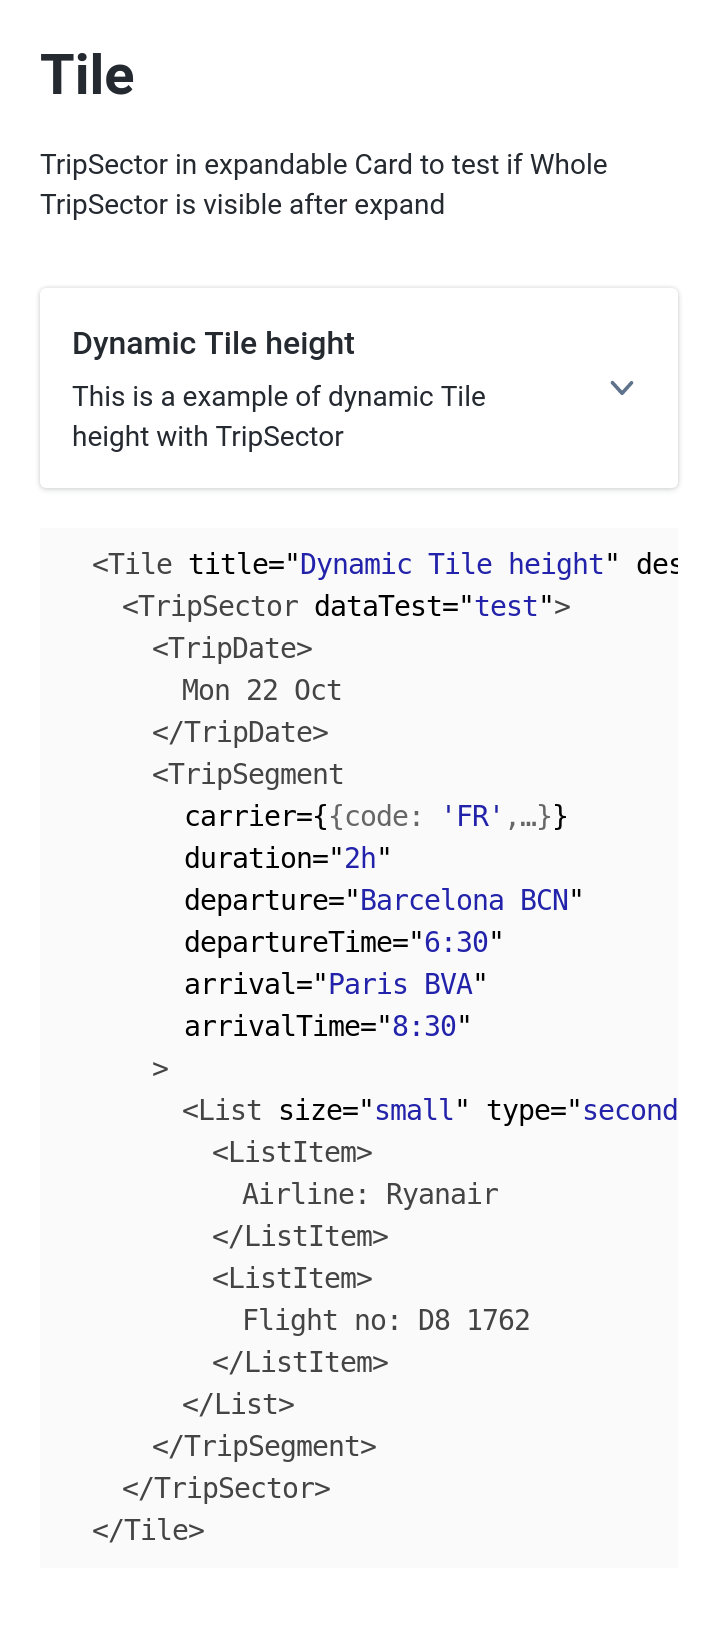 Tile
TripSector in expandable Card to test if Whole
TripSector is visible after expand
Dynamic Tile height
This is a example of dynamic Tile
height with TripSector
<Tile title="Dynamic Tile height" des
<TripSector dataTest="test">
<TripDate>
Mon 22 Oct
</TripDate>
<TripSegment
carrier={{code: 'FR',…}}
duration="2h"
departure="Barcelona BCN"
departureTime="6:30"
arrival="Paris BVA"
arrivalTime="8:30"
>
<List size="small" type="second
<ListItem>
Airline: Ryanair
</ListItem>
<ListItem>
Flight no: D8 1762
</ListItem>
</List>
</TripSegment>
</TripSector>
</Tile>